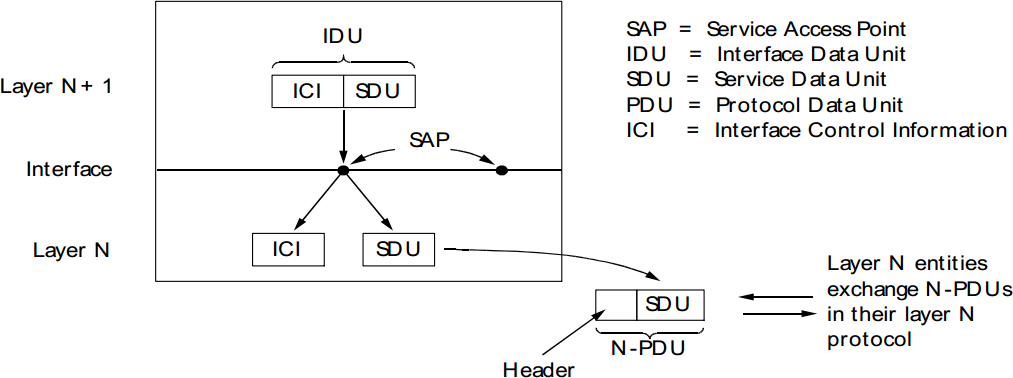 IDU
Layer N + 1
ICI SDU
SAP
Interface
Layer N
ICI SDU
SAP = Service Access Point
IDU = Interface Data Unit
SDU = Service Data Unit
PDU = Protocol Data Unit
ICI = Interface Control Information
SDU
N-PDU
Header
Layer N entities
exchange N-PDUs
in their layer N
protocol